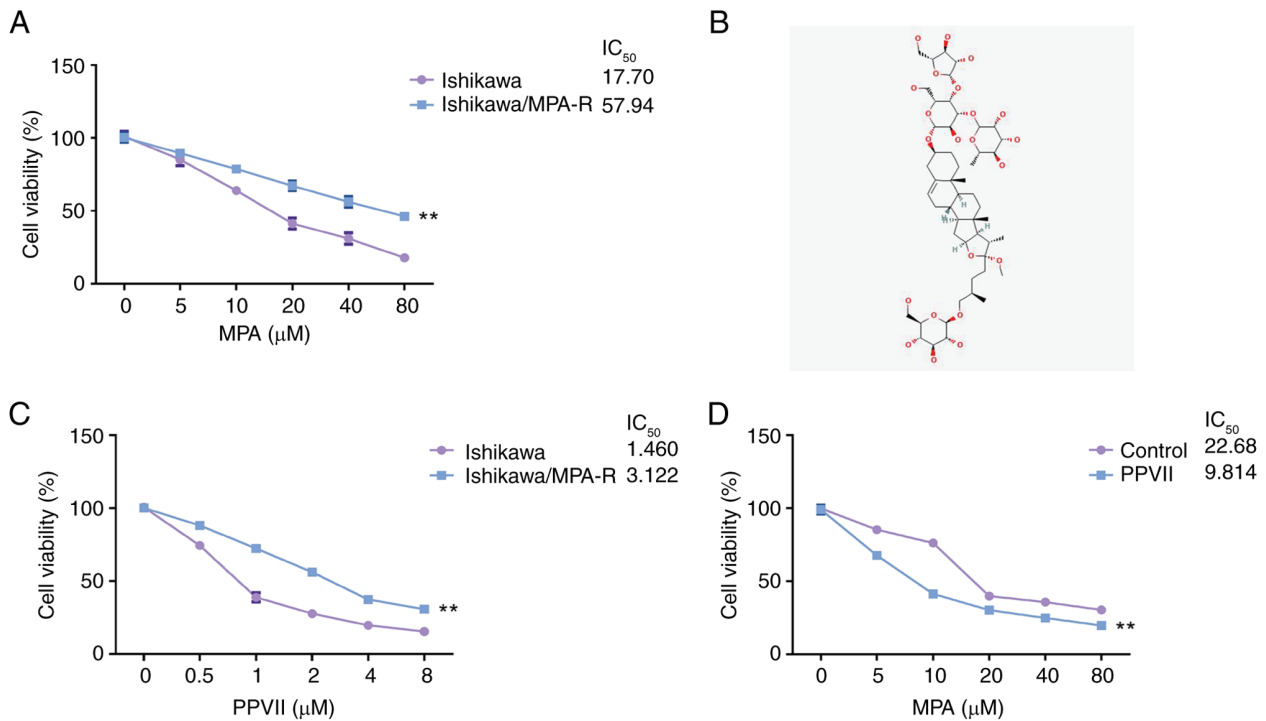 A
IC50
Ishikawa 17.70
Ishikawa/MPA-R 57.94
150
100
50
0
Cell viability (%)
**
0 5 10 20 40 80
MPA (μM)
B
O O
O
O
O
O O
O O O
O O O
O O
O O
H
H H
H
H
O O
O O O
O O
O
C
IC50
Ishikawa 1.460
Ishikawa/MPA-R 3.122
150
100
50
0
Cell viability (%)
**
0 0.5 1 2 4 8
PPVII (μM)
D
IC50
Control 22.68
PPVII 9.814
150
100
50
0
Cell viability (%)
**
0 5 10 20 40 80
MPA (μM)